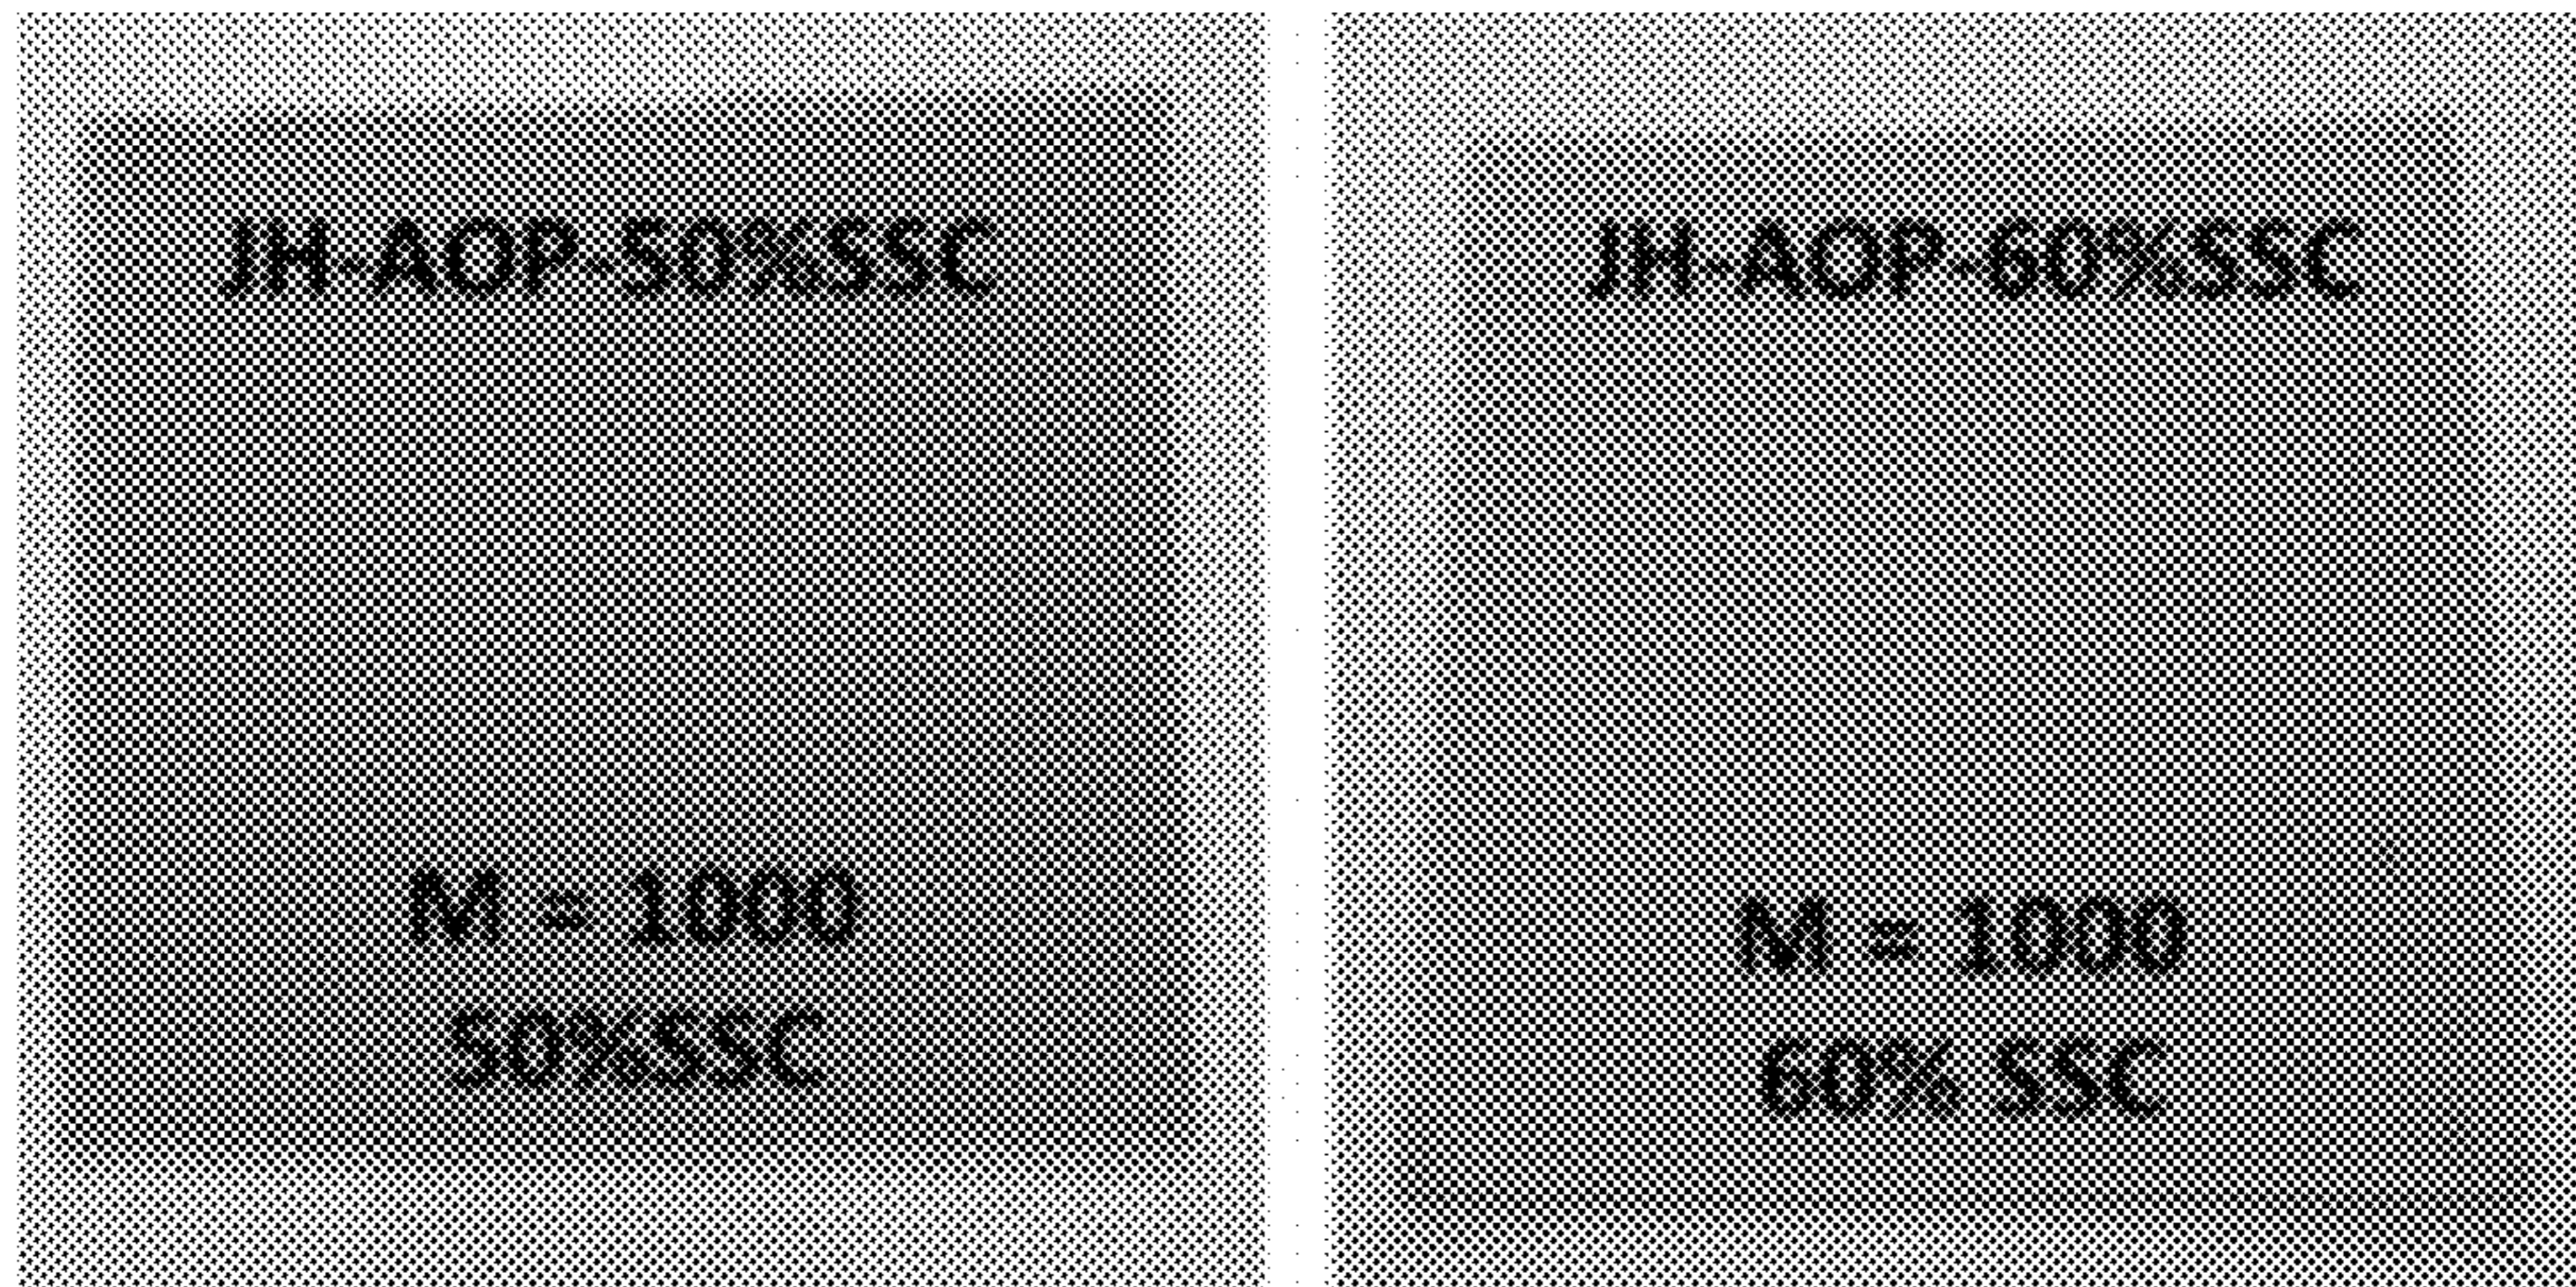 JH-AOP-50%SSC
M = 1000
50%SSC
JH-AOP-60%SSC
M = 1000
60% SSC